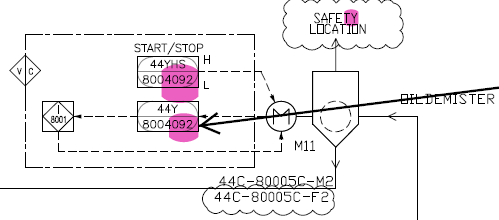 SAFETY
LOCATION
START/STOP
44YHS
8004092
H
L
V C
I
8001
44Y
8004092
M
M11
OILDEMISTER
44C-80005C-M2
44C-80005C-F2